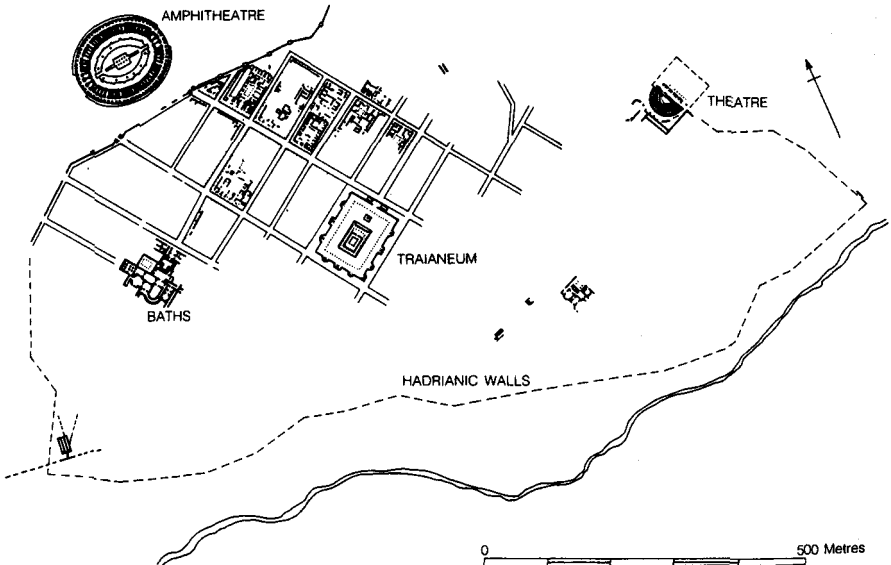 AMPHITHEATRE
THEATRE
TRAIANEUM
BATHS
HADRIANIC WALLS
0 500 Metres